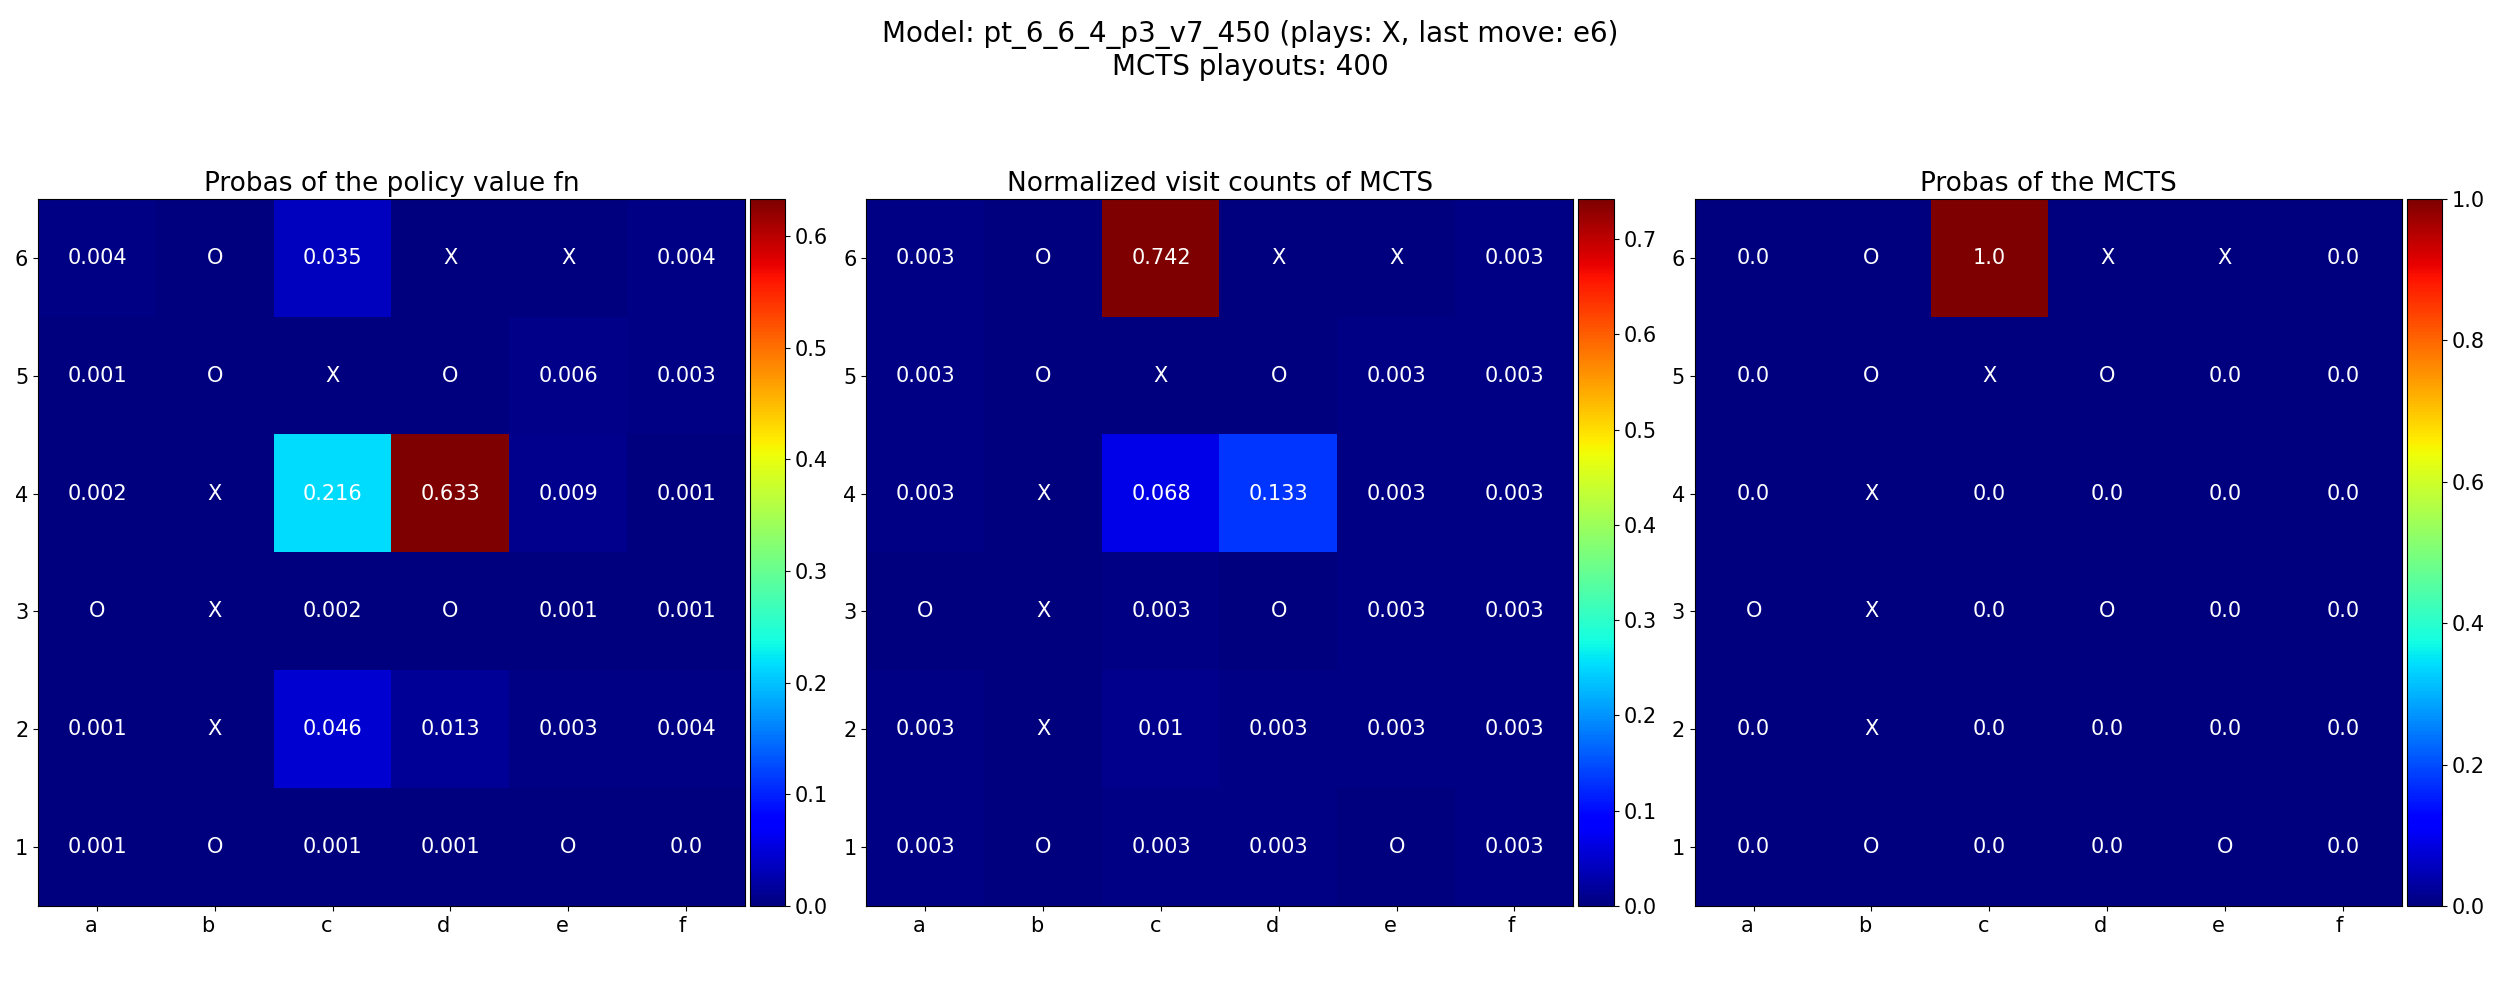 Model: pt_6_6_4_p3_v7_450 (plays: X, last move: e6)
MCTS playouts: 400
Probas of the policy value fn
6 0.004 O 0.035 X X 0.004
5 0.001 O X O 0.006 0.003
4 0.002 X 0.216 0.633 0.009 0.001
3 O X 0.002 O 0.001 0.001
2 0.001 X 0.046 0.013 0.003 0.004
1 0.001 O 0.001 0.001 O 0.0
a b c d e f
0.6
0.5
0.4
0.3
0.2
0.1
0.0
Normalized visit counts of MCTS
6 0.003 O 0.742 X X 0.003
5 0.003 O X O 0.003 0.003
4 0.003 X 0.068 0.133 0.003 0.003
3 O X 0.003 O 0.003 0.003
2 0.003 X 0.01 0.003 0.003 0.003
1 0.003 O 0.003 0.003 O 0.003
a b c d e f
0.7
0.6
0.5
0.4
0.3
0.2
0.1
0.0
Probas of the MCTS
6 0.0 O 1.0 X X 0.0
5 0.0 O X O 0.0 0.0
4 0.0 X 0.0 0.0 0.0 0.0
3 O X 0.0 O 0.0 0.0
2 0.0 X 0.0 0.0 0.0 0.0
1 0.0 O 0.0 0.0 O 0.0
a b c d e f
1.0
0.8
0.6
0.4
0.2
0.0